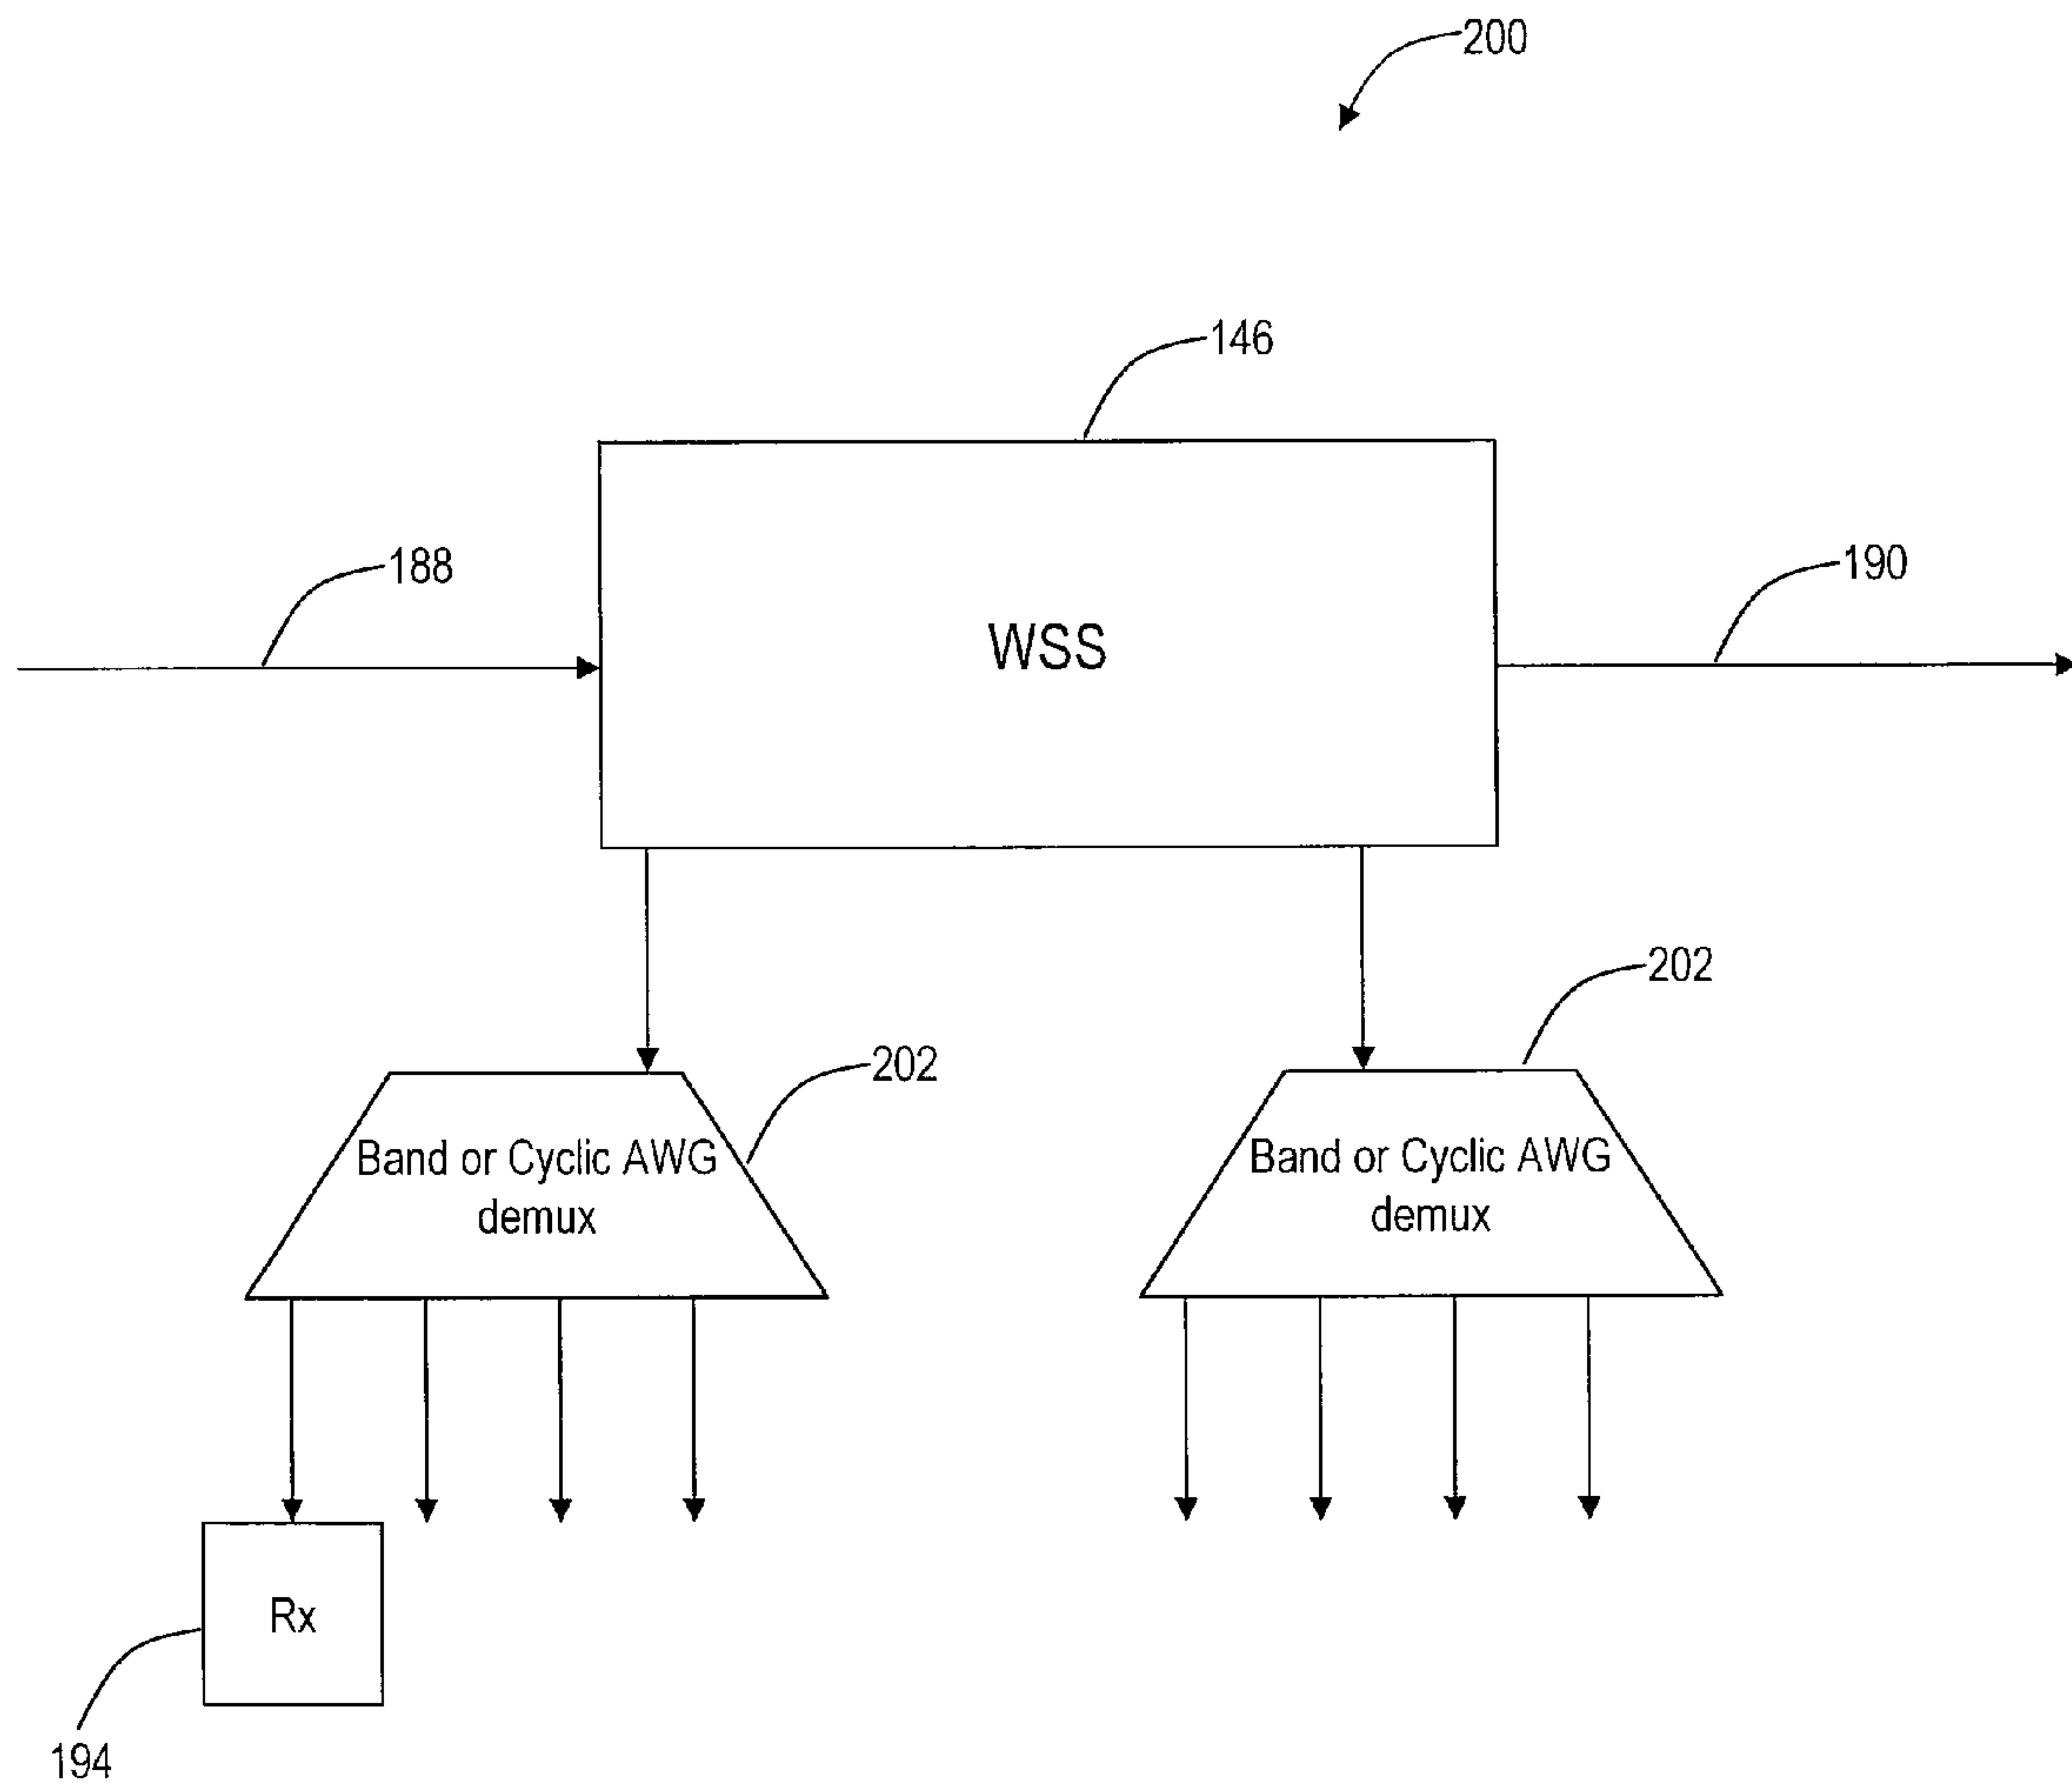 200
146
188
190
WSS
202
202
Band or Cyclic AWG
demux
Band or Cyclic AWG
demux
Rx
194